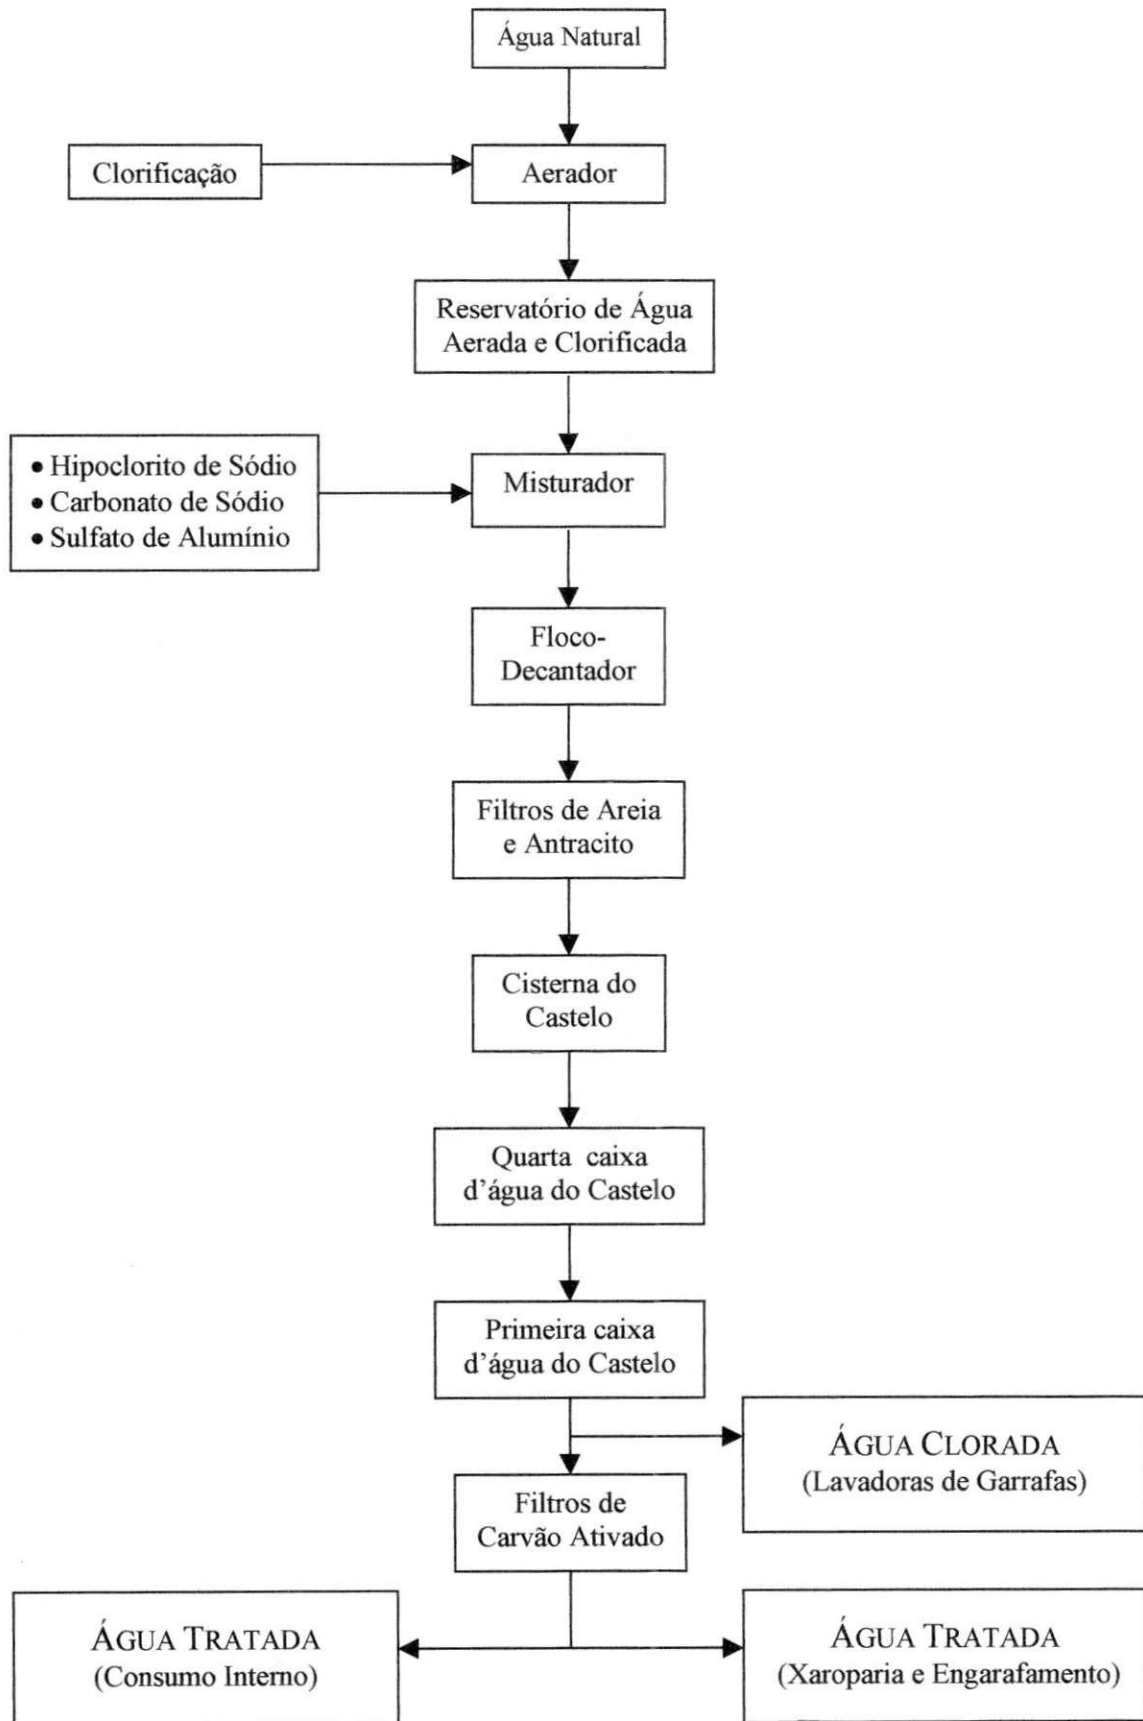 Água Natural
Clorificação
Aerador
Reservatório de Água
Aerada e Clorificada
• Hipoclorito de Sódio
• Carbonato de Sódio
• Sulfato de Alumínio
Misturador
Floco-
Decantador
Filtros de Areia
e Antracito
Cisterna do
Castelo
Quarta caixa
d'água do Castelo
Primeira caixa
d'água do Castelo
ÁGUA CLORADA
(Lavadoras de Garrafas)
Filtros de
Carvão Ativado
ÁGUA TRATADA
(Consumo Interno)
ÁGUA TRATADA
(Xaroparia e Engarafamento)